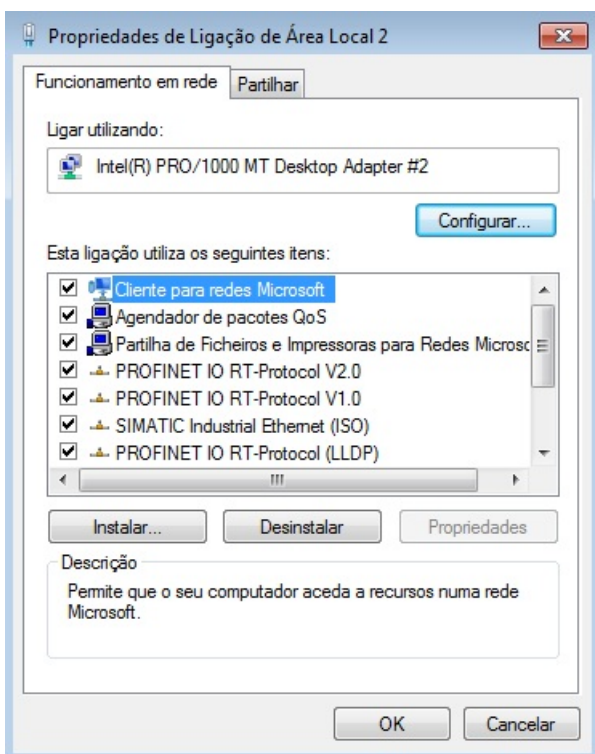 Propriedades de Ligação de Área Local 2
Funcionamento em rede
Partilhar
Ligar utilizando:
Intel(R) PRO/1000 MT Desktop Adapter #2
Configurar...
Esta ligação utiliza os seguintes itens:
Cliente para redes Microsoft
Agendador de pacotes QoS
Partilha de Ficheiros e Impressoras para Redes Microsc
PROFINET IO RT-Protocol V2.0
PROFINET IO RT-Protocol V1.0
SIMATIC Industrial Ethernet (ISO)
PROFINET IO RT-Protocol (LLDP)
Instalar...
Desinstalar
Propriedades
Descrição
Permite que o seu computador aceda a recursos numa rede
Microsoft.
OK
Cancelar